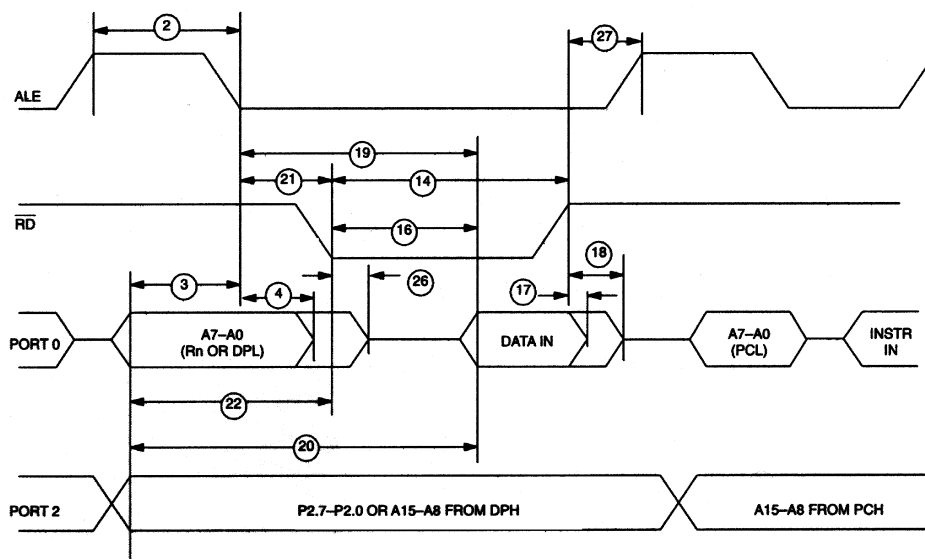 2
27
ALE
19
21
14
RD
16
18
3
4
26
17
PORT 0
A7–A0
(Rn OR DPL)
DATA IN
A7–A0
(PCL)
INSTR
IN
22
20
PORT 2
P2.7–P2.0 OR A15–A8 FROM DPH
A15–A8 FROM PCH